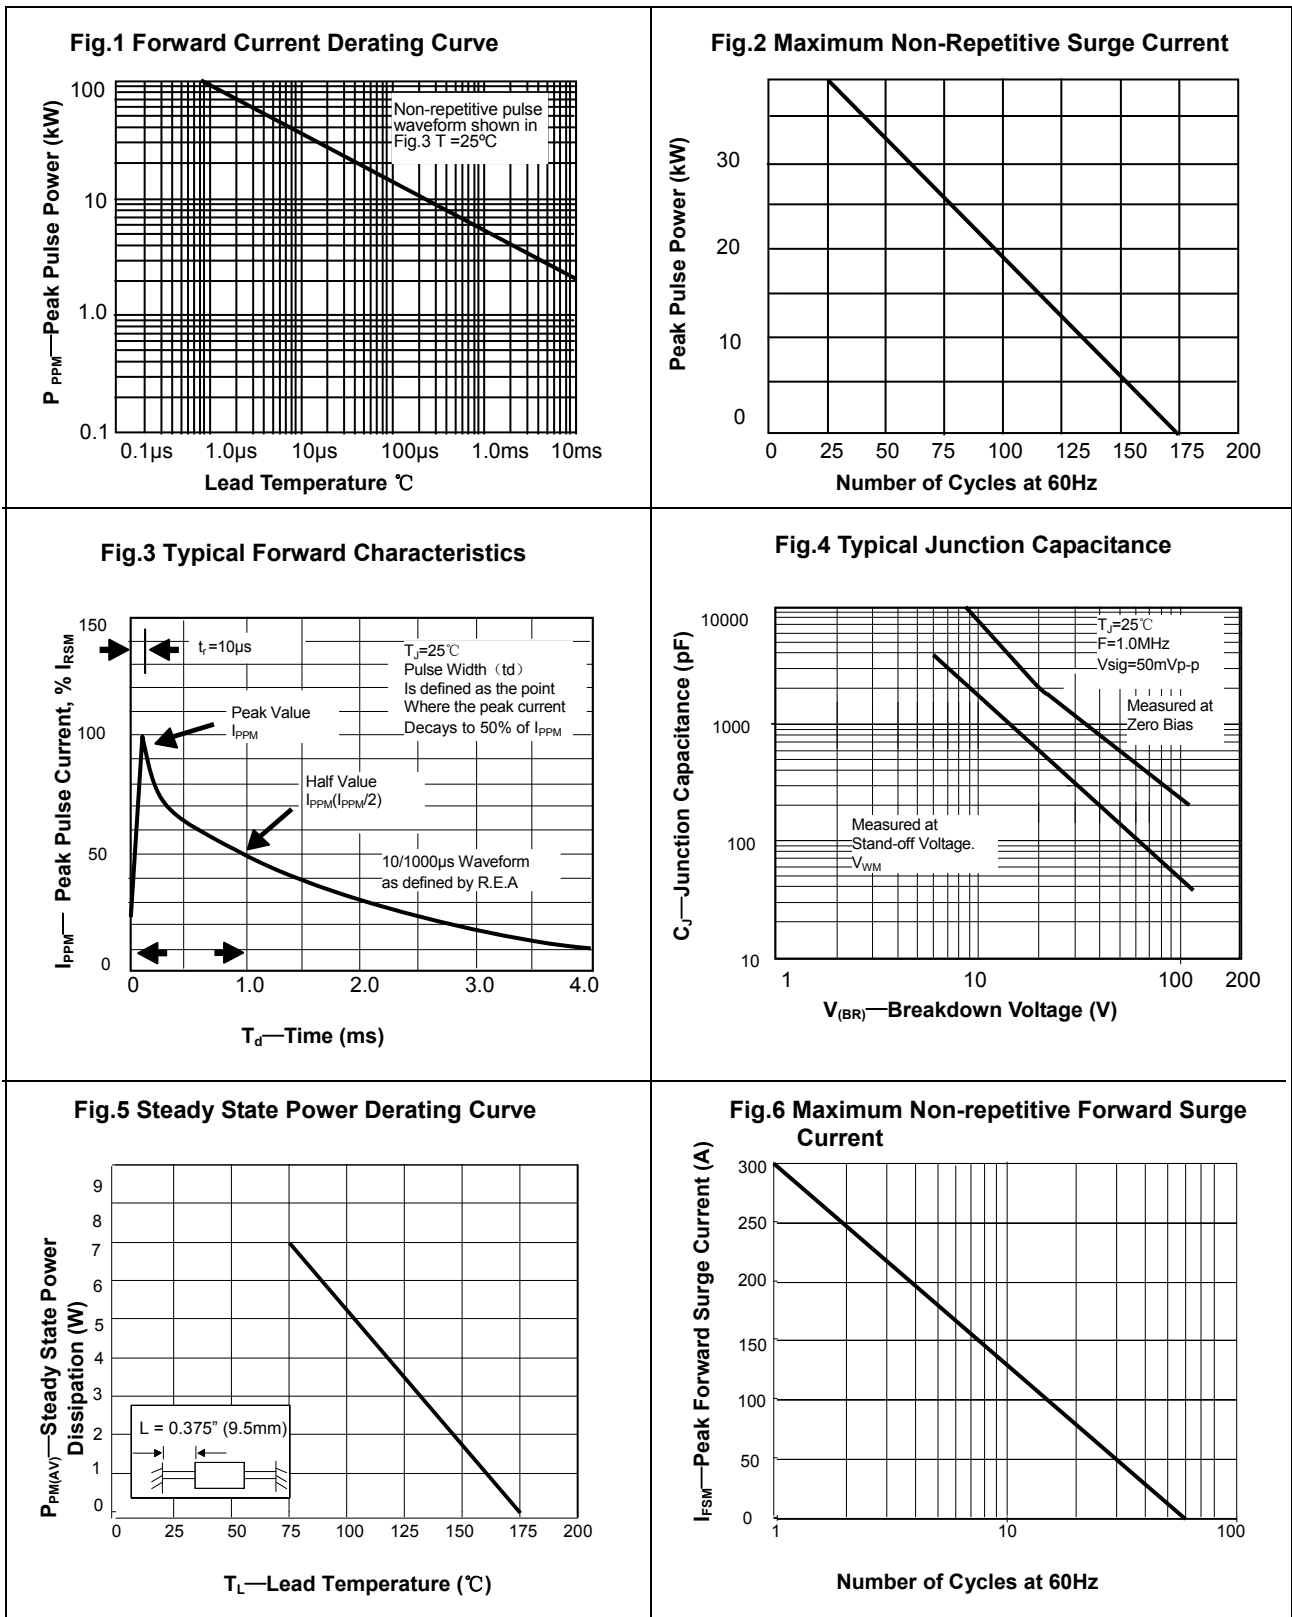 Fig.1 Forward Current Derating Curve
P PPM—Peak Pulse Power (kW)
100
10
1.0
0.1
Non-repetitive pulse
waveform shown in
Fig.3 T =25ºC
0.1µs 1.0µs 10µs 100µs 1.0ms 10ms
Lead Temperature ℃
Fig.2 Maximum Non-Repetitive Surge Current
Peak Pulse Power (kW)
30
20
10
0
0 25 50 75 100 125 150 175 200
Number of Cycles at 60Hz
Fig.3 Typical Forward Characteristics
IPPM— Peak Pulse Current, % IRSM
150
100
50
0
tr=10µs
TJ=25℃
Pulse Width（td）
Is defined as the point
Where the peak current
Decays to 50% of IPPM
Peak Value
IPPM
Half Value
IPPM(IPPM/2)
10/1000µs Waveform
as defined by R.E.A
0 1.0 2.0 3.0 4.0
Td—Time (ms)
Fig.4 Typical Junction Capacitance
CJ—Junction Capacitance (pF)
10000
1000
100
10
TJ=25℃
F=1.0MHz
Vsig=50mVp-p
Measured at
Zero Bias
Measured at
Stand-off Voltage.
VWM
1 10 100 200
V(BR)—Breakdown Voltage (V)
Fig.5 Steady State Power Derating Curve
PPM(AV)—Steady State Power
Dissipation (W)
9
8
7
6
5
4
3
2
1
0
L = 0.375” (9.5mm)
0 25 50 75 100 125 150 175 200
TL—Lead Temperature (℃)
Fig.6 Maximum Non-repetitive Forward Surge
Current
IFSM—Peak Forward Surge Current (A)
300
250
200
150
100
50
0
1 10 100
Number of Cycles at 60Hz